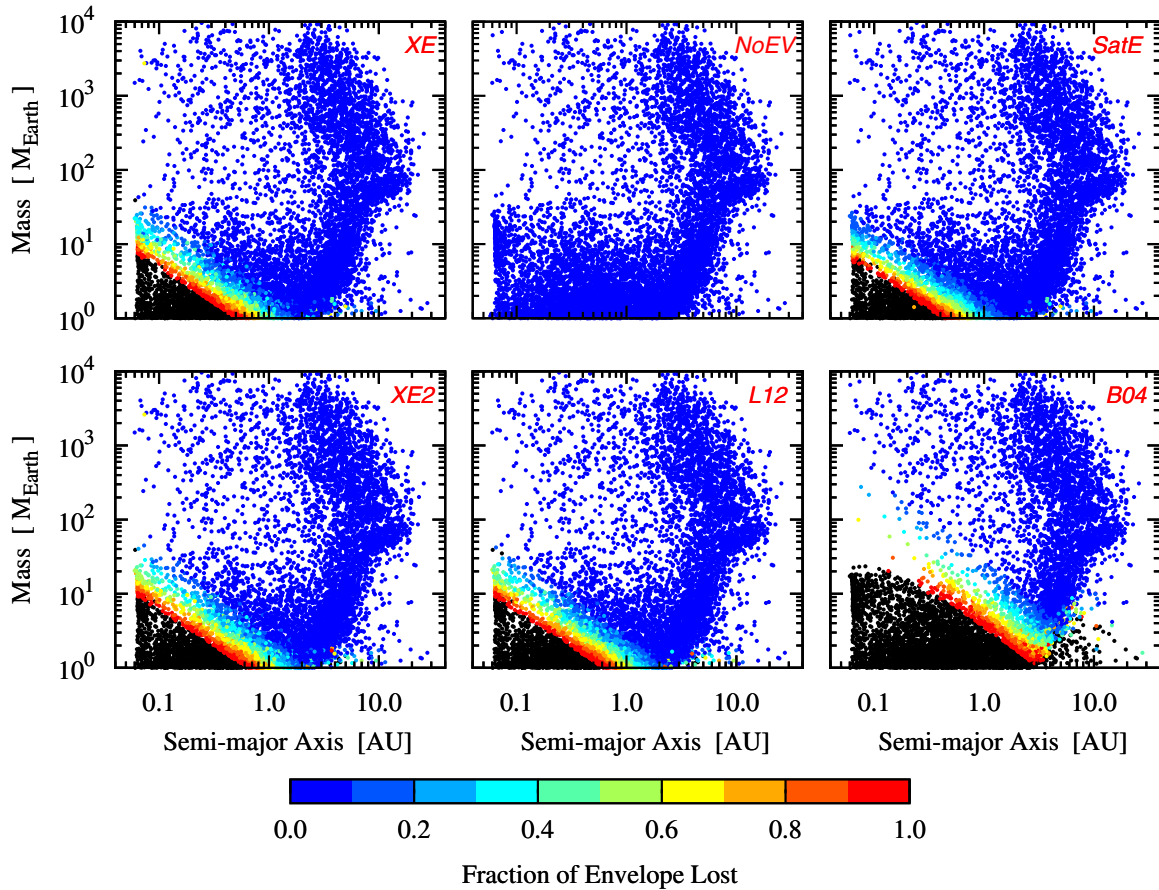 XE
NoEV
SatE
10^4
10^3
10^2
10^1
10^0
Mass [ M_Earth ]
XE2
L12
B04
10^4
10^3
10^2
10^1
10^0
Mass [ M_Earth ]
0.1 1.0 10.0
0.1 1.0 10.0
0.1 1.0 10.0
Semi-major Axis [AU]
Semi-major Axis [AU]
Semi-major Axis [AU]
0.0 0.2 0.4 0.6 0.8 1.0
Fraction of Envelope Lost